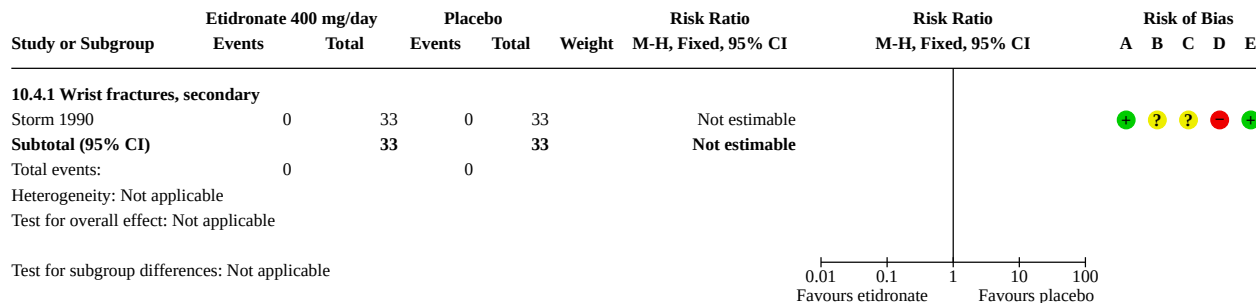 Etidronate 400 mg/day Placebo Risk Ratio Risk Ratio Risk of Bias
Study or Subgroup Events Total Events Total Weight M-H, Fixed, 95% CI M-H, Fixed, 95% CI A B C D E
10.4.1 Wrist fractures, secondary
Storm 1990 0 33 0 33 Not estimable + ? ? − +
Subtotal (95% CI) 33 33 Not estimable
Total events: 0 0
Heterogeneity: Not applicable
Test for overall effect: Not applicable
Test for subgroup differences: Not applicable
0.01 0.1 1 10 100
Favours etidronate Favours placebo